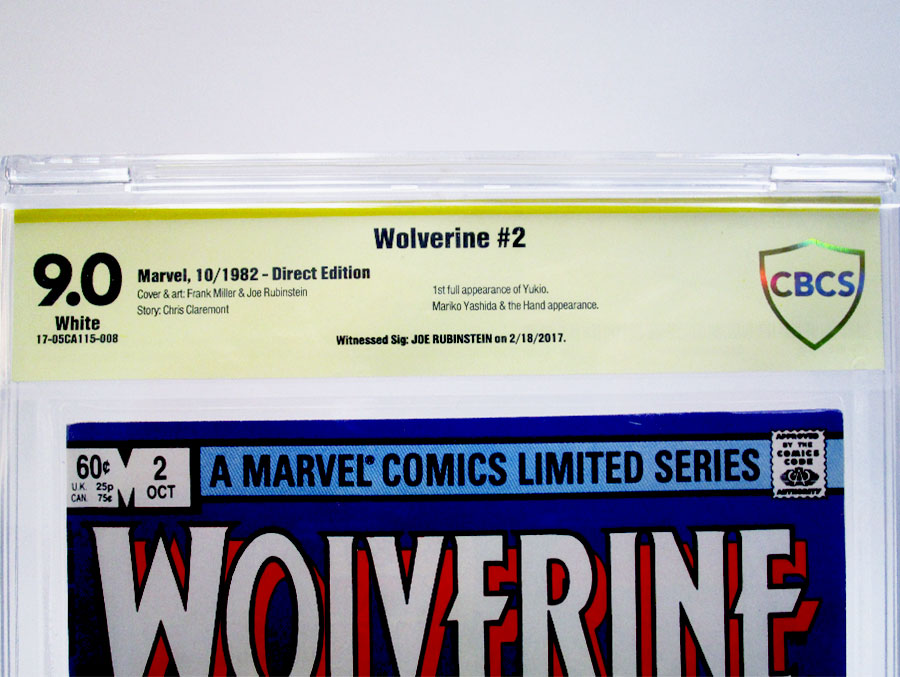 Wolverine #2
9.0
White
17-05CA115-008
Marvel, 10/1982 - Direct Edition
Cover & art: Frank Miller & Joe Rubinstein
Story: Chris Claremont
1st full appearance of Yukio.
Mariko Yashida & the Hand appearance.
Witnessed Sig: JOE RUBINSTEIN on 2/18/2017.
CBCS
60¢
U.K. 25p
CAN. 75¢
M
2
OCT
A MARVEL® COMICS LIMITED SERIES
APPROVED
BY THE
COMICS
CODE
CA
AUTHORITY
WOLVERINE